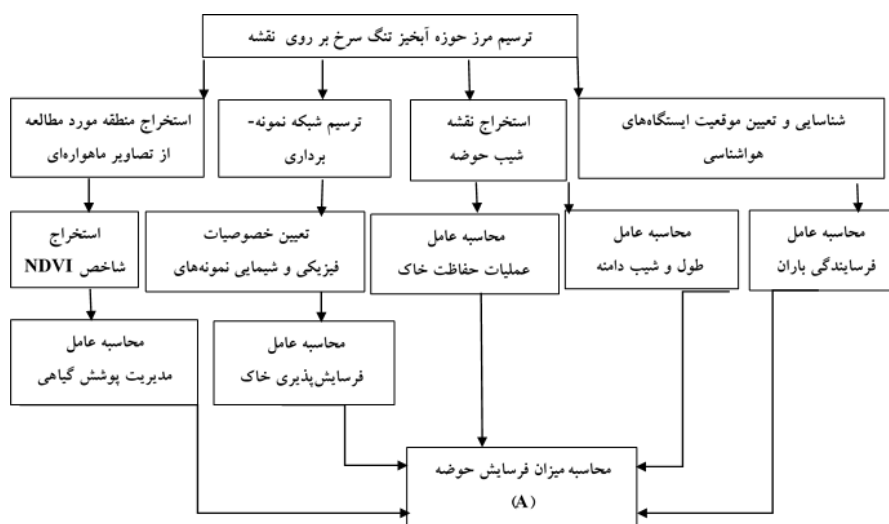 ترسیم مرز حوزه آبخیز تنگ سرخ بر روی نقشه
شناسایی و تعیین موقعیت ایستگاه‌های
هواشناسی
استخراج نقشه
شیب حوضه
ترسیم شبکه نمونه-
برداری
استخراج منطقه مورد مطالعه
از تصاویر ماهواره‌ای
محاسبه عامل
فرسایندگی باران
محاسبه عامل
طول و شیب دامنه
محاسبه عامل
عملیات حفاظت خاک
تعیین خصوصیات
فیزیکی و شیمایی نمونه‌های
استخراج
شاخص NDVI
محاسبه عامل
فرسایش‌پذیری خاک
محاسبه عامل
مدیریت پوشش گیاهی
محاسبه میزان فرسایش حوضه
(A)